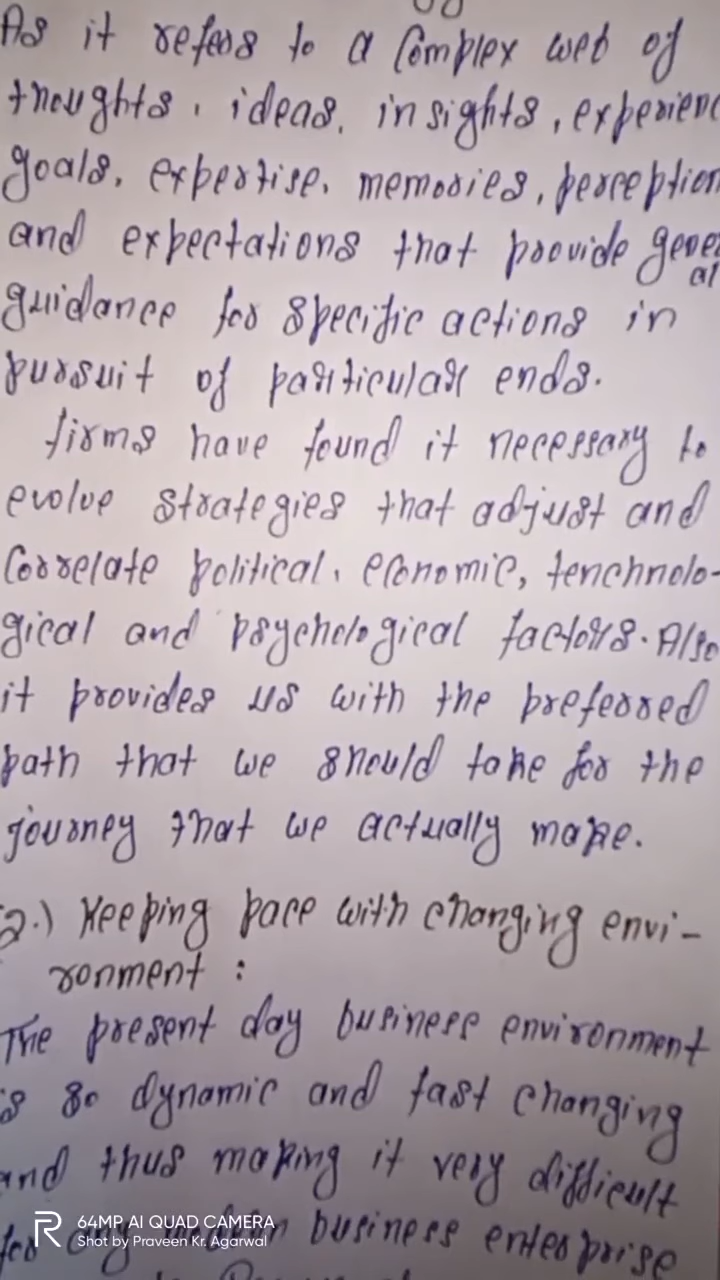 As it refers to a complex web of
thoughts, ideas, insights, experienc
goals, expertise, memories, perception
and expectations that provide gener
al
guidance for specific actions in
pursuit of particular ends.
firms have found it necessary to
evolve strategies that adjust and
Correlate political, economic, tenchnolo-
gical and psychological factors. Also
it provides us with the preferred
path that we should take for the
journey that we actually make.
2.) Keeping pace with changing envi-
ronment :
The present day business environment
is so dynamic and fast changing
and thus making it very difficult
for any modern business enterprise
64MP AI QUAD CAMERA
Shot by Praveen Kr. Agarwal